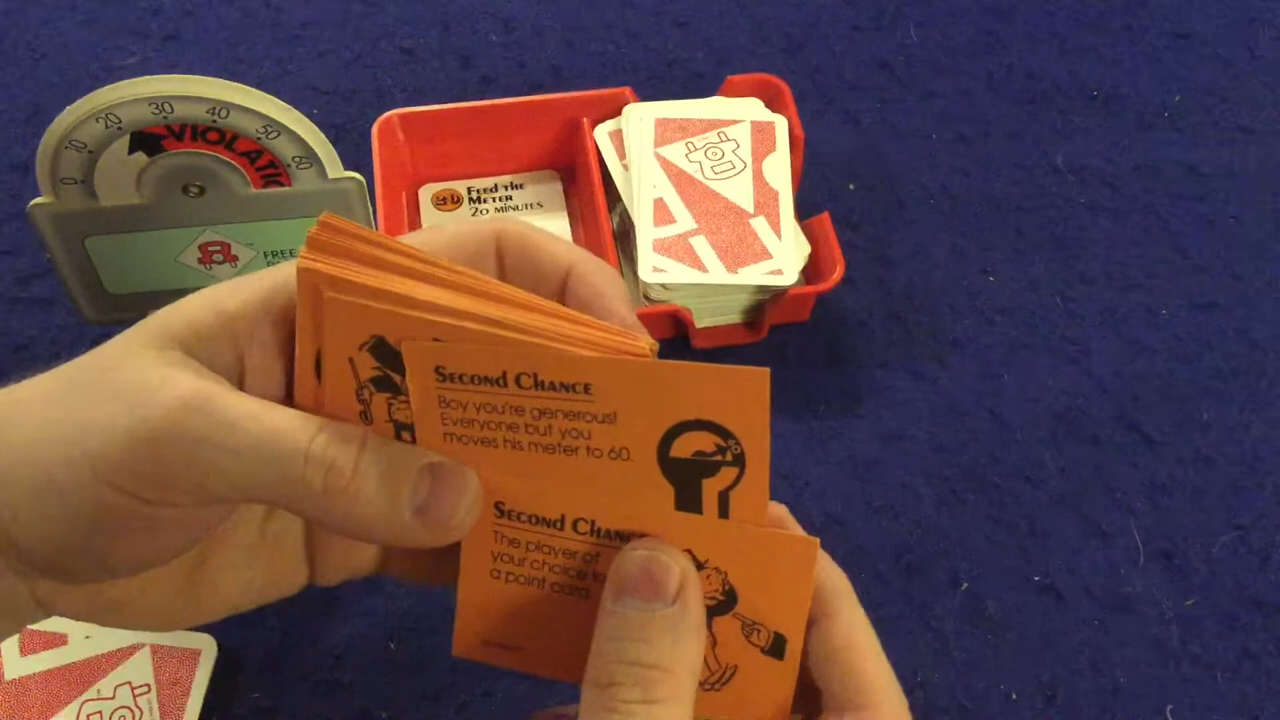 0 10 20 30 40 50 60
VIOLATIO
FREE
Feed the
Meter
20 minutes
Second Chance
Boy you're generous!
Everyone but you
moves his meter to 60.
Second Chance
The player of
your choice
a point card.